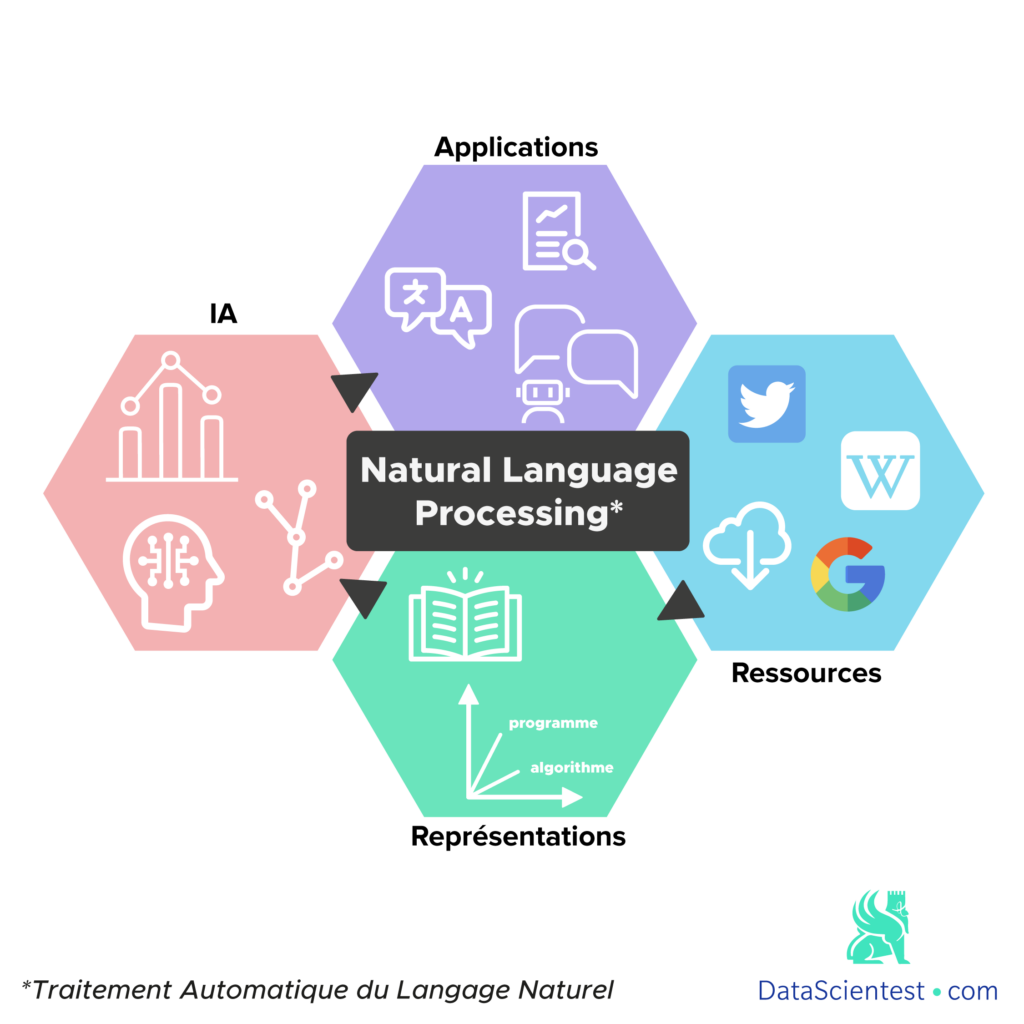 Applications
IA
文
A
W
G
Natural Language
Processing*
Ressources
programme
algorithme
Représentations
*Traitement Automatique du Langage Naturel
DataScientest • com